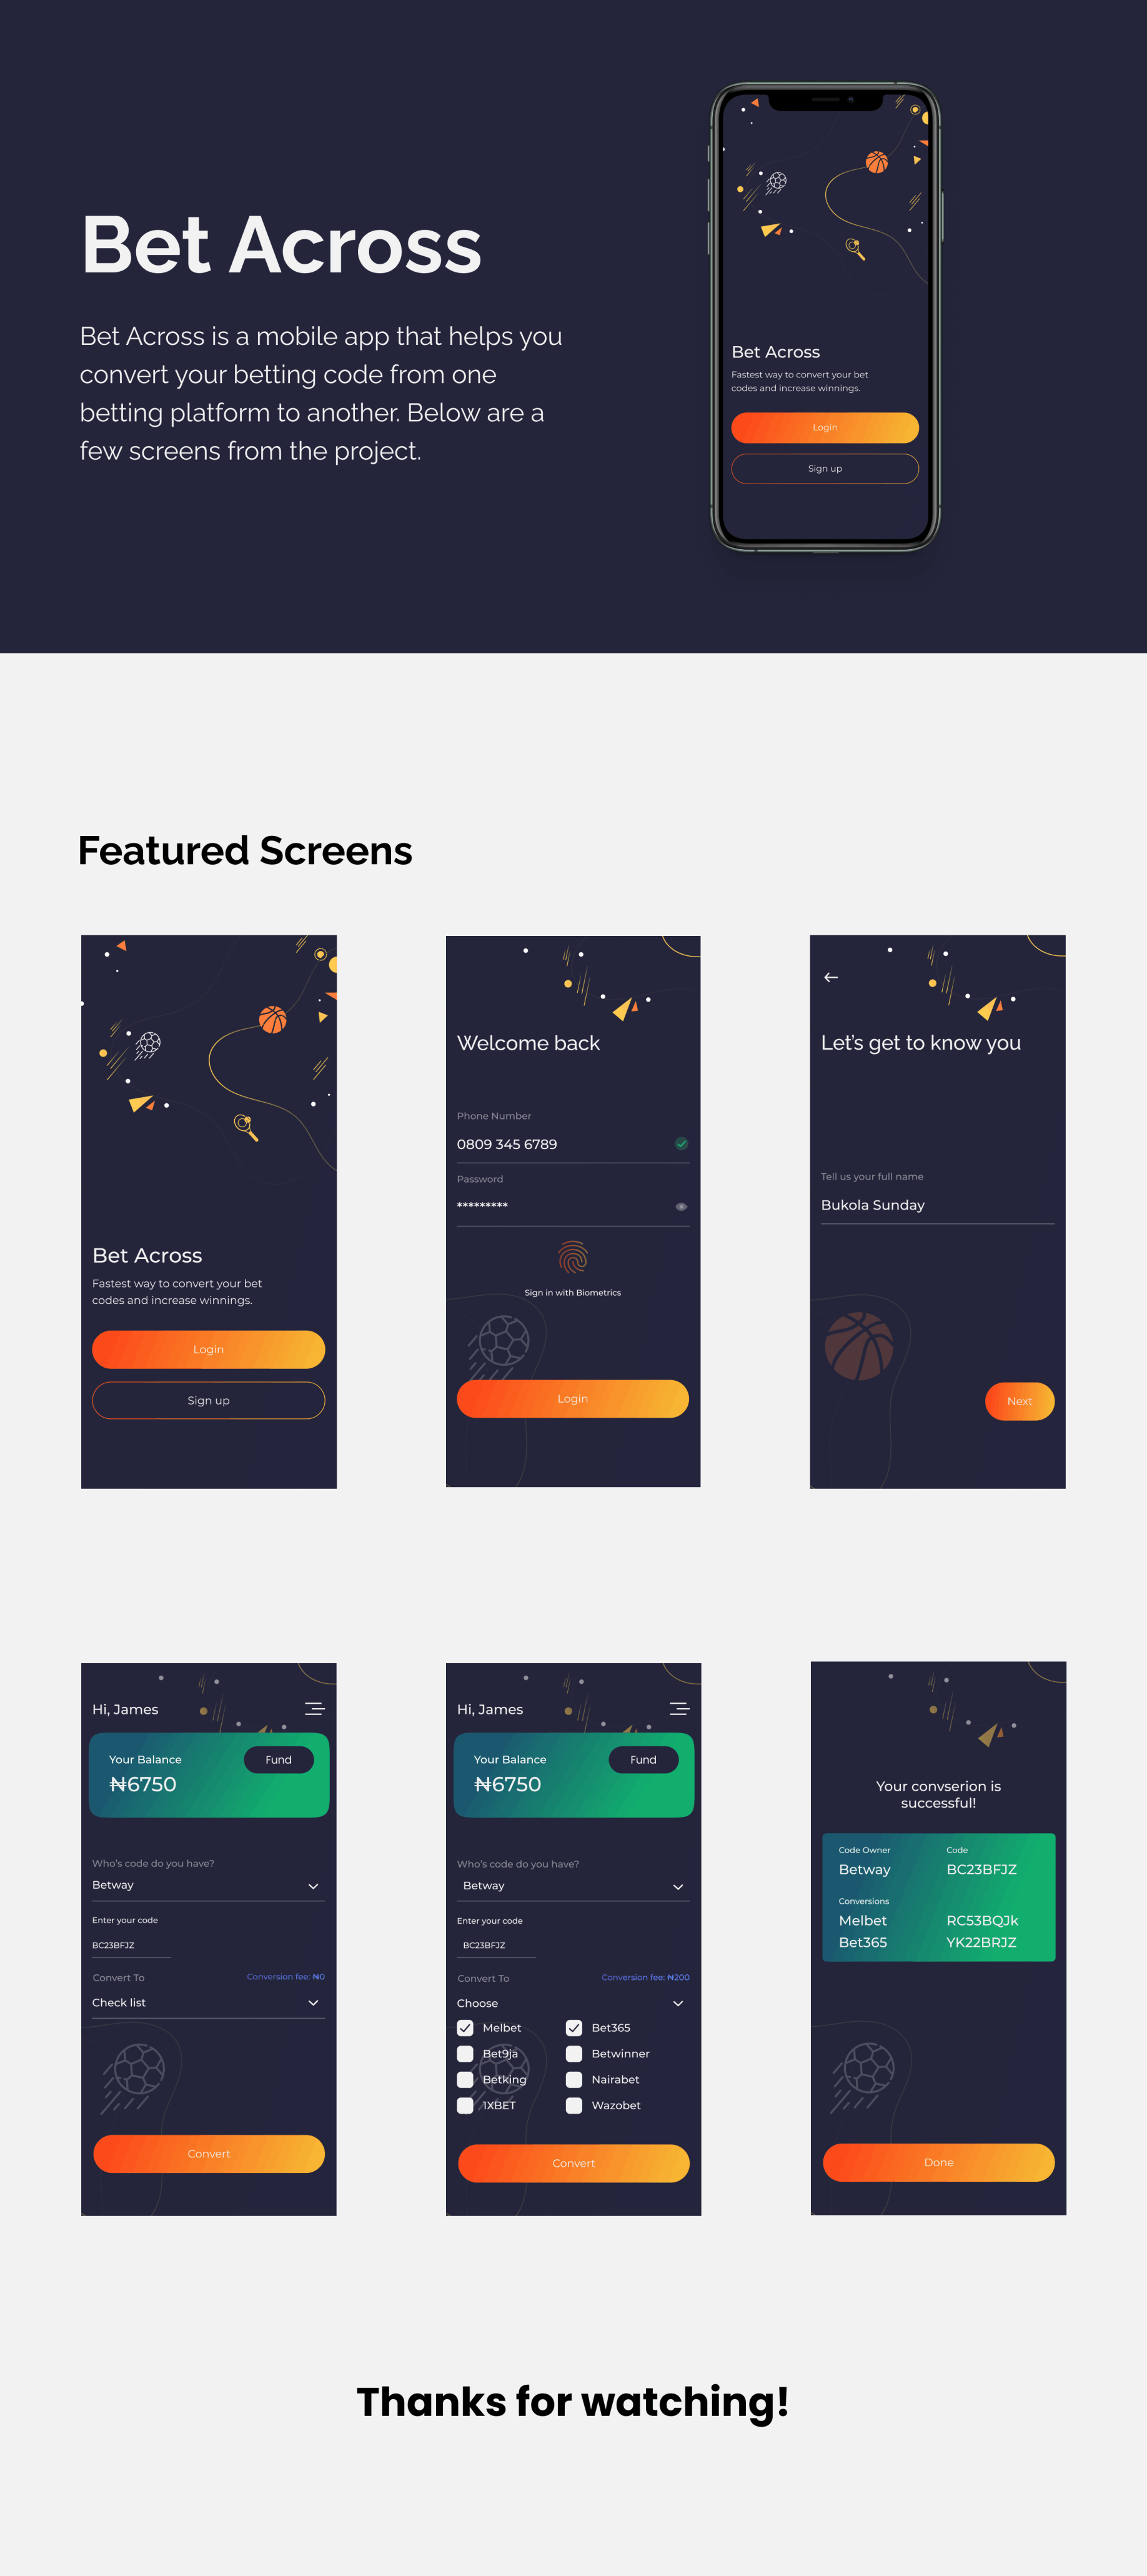 Bet Across
Bet Across is a mobile app that helps you
convert your betting code from one
betting platform to another. Below are a
few screens from the project.
Bet Across
Fastest way to convert your bet
codes and increase winnings.
Login
Sign up
Featured Screens
Bet Across
Fastest way to convert your bet
codes and increase winnings.
Login
Sign up
Welcome back
Phone Number
0809 345 6789
Password
*********
Sign in with Biometrics
Login
Let's get to know you
Tell us your full name
Bukola Sunday
Next
Hi, James
Your Balance
Fund
₦6750
Who's code do you have?
Betway
Enter your code
BC23BFJZ
Convert To
Conversion fee: ₦0
Check list
Convert
Hi, James
Your Balance
Fund
₦6750
Who's code do you have?
Betway
Enter your code
BC23BFJZ
Convert To
Conversion fee: ₦200
Choose
Melbet
Bet365
Bet9ja
Betwinner
Betking
Nairabet
1XBET
Wazobet
Convert
Your convserion is
successful!
Code Owner
Code
Betway
BC23BFJZ
Conversions
Melbet
RC53BQJk
Bet365
YK22BRJZ
Done
Thanks for watching!